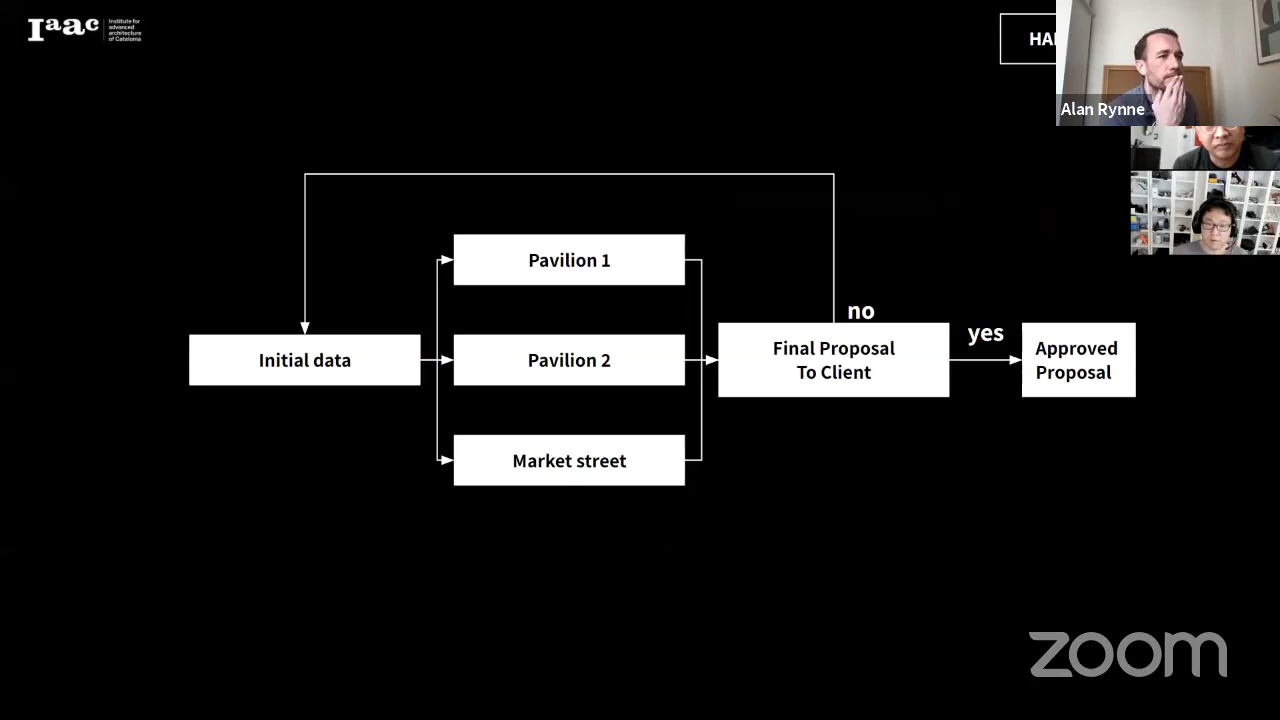 Iaac
Institute for
advanced
architecture
of Catalonia
HA
Alan Rynne
Pavilion 1
no
yes
Initial data
Pavilion 2
Final Proposal
To Client
Approved
Proposal
Market street
zoom